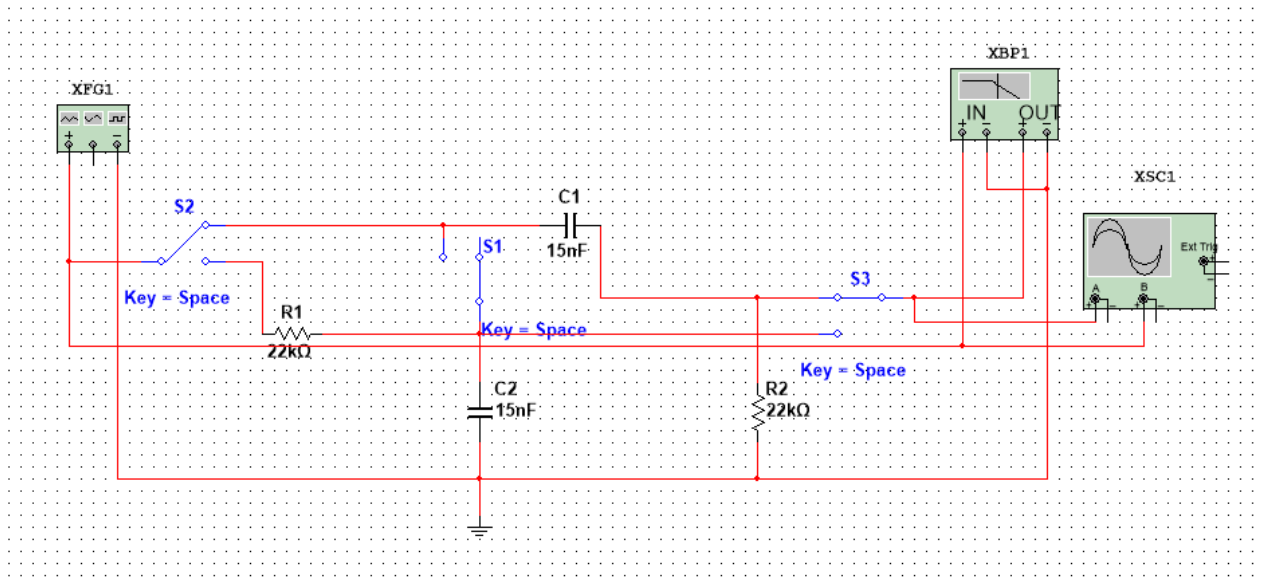 XBP1
XFG1
IN OUT
+ − + −
+ −
XSC1
S2
C1
15nF
S1
Ext Trig
+
−
S3
A B
+ − + −
Key = Space
R1
22kΩ
Key = Space
Key = Space
C2
15nF
R2
22kΩ